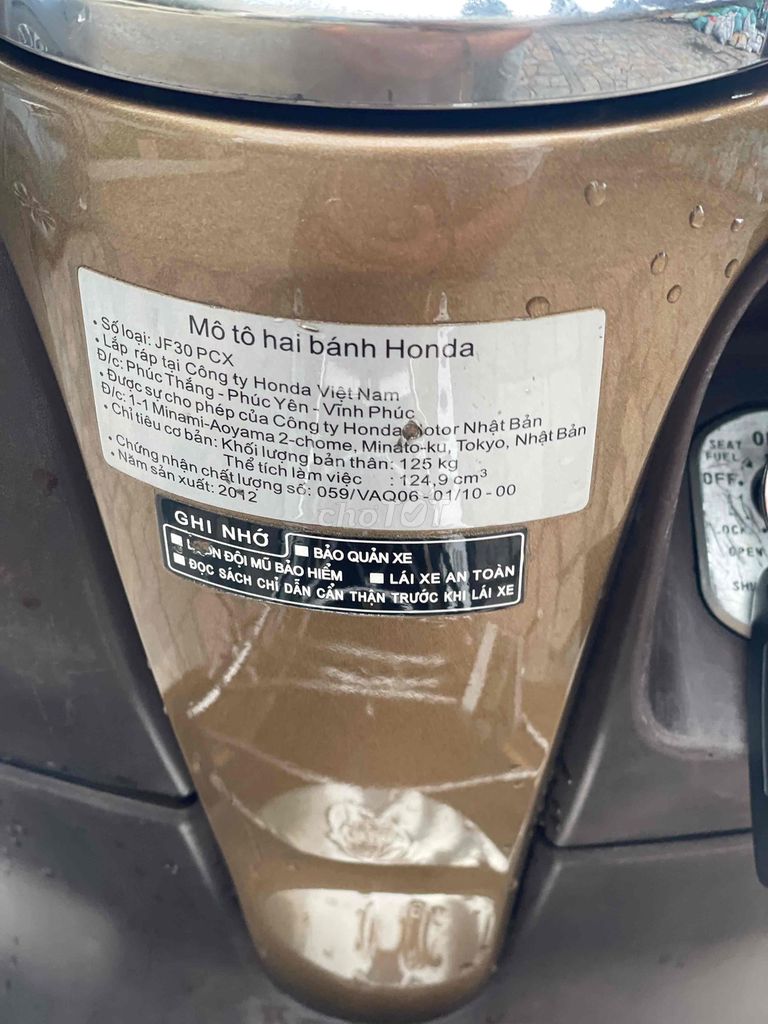 Mô tô hai bánh Honda
• Số loại: JF30 PCX
• Lắp ráp tại Công ty Honda Việt Nam
Đ/c: Phúc Thắng - Phúc Yên - Vĩnh Phúc
• Được sự cho phép của Công ty Honda Motor Nhật Bản
Đ/c: 1-1 Minami-Aoyama 2-chome, Minato-ku, Tokyo, Nhật Bản
• Chỉ tiêu cơ bản: Khối lượng bản thân: 125 kg
Thể tích làm việc : 124,9 cm³
• Chứng nhận chất lượng số: 059/VAQ06 - 01/10 - 00
• Năm sản xuất: 2012
choTOT
GHI NHỚ
■ BẢO QUẢN XE
■ LUÔN ĐỘI MŨ BẢO HIỂM ■ LÁI XE AN TOÀN
■ ĐỌC SÁCH CHỈ DẪN CẨN THẬN TRƯỚC KHI LÁI XE
SEAT
FUEL
OFF
OPEN